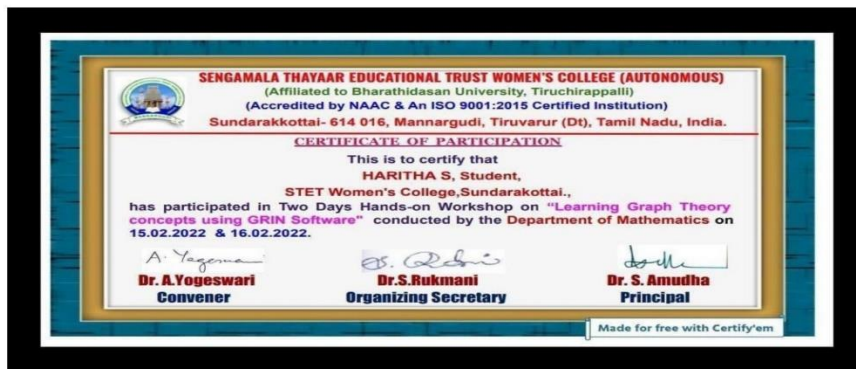 SENGAMALA THAYAAR EDUCATIONAL TRUST WOMEN'S COLLEGE (AUTONOMOUS)
(Affiliated to Bharathidasan University, Tiruchirappalli)
(Accredited by NAAC & An ISO 9001:2015 Certified Institution)
Sundarakkottai- 614 016, Mannargudi, Tiruvarur (Dt), Tamil Nadu, India.
CERTIFICATE OF PARTICIPATION
This is to certify that
HARITHA S, Student,
STET Women's College,Sundarakottai.,
has participated in Two Days Hands-on Workshop on "Learning Graph Theory
concepts using GRIN Software" conducted by the Department of Mathematics on
15.02.2022 & 16.02.2022.
Dr. A.Yogeswari
Convener
Dr.S.Rukmani
Organizing Secretary
Dr. S. Amudha
Principal
Made for free with Certify'em